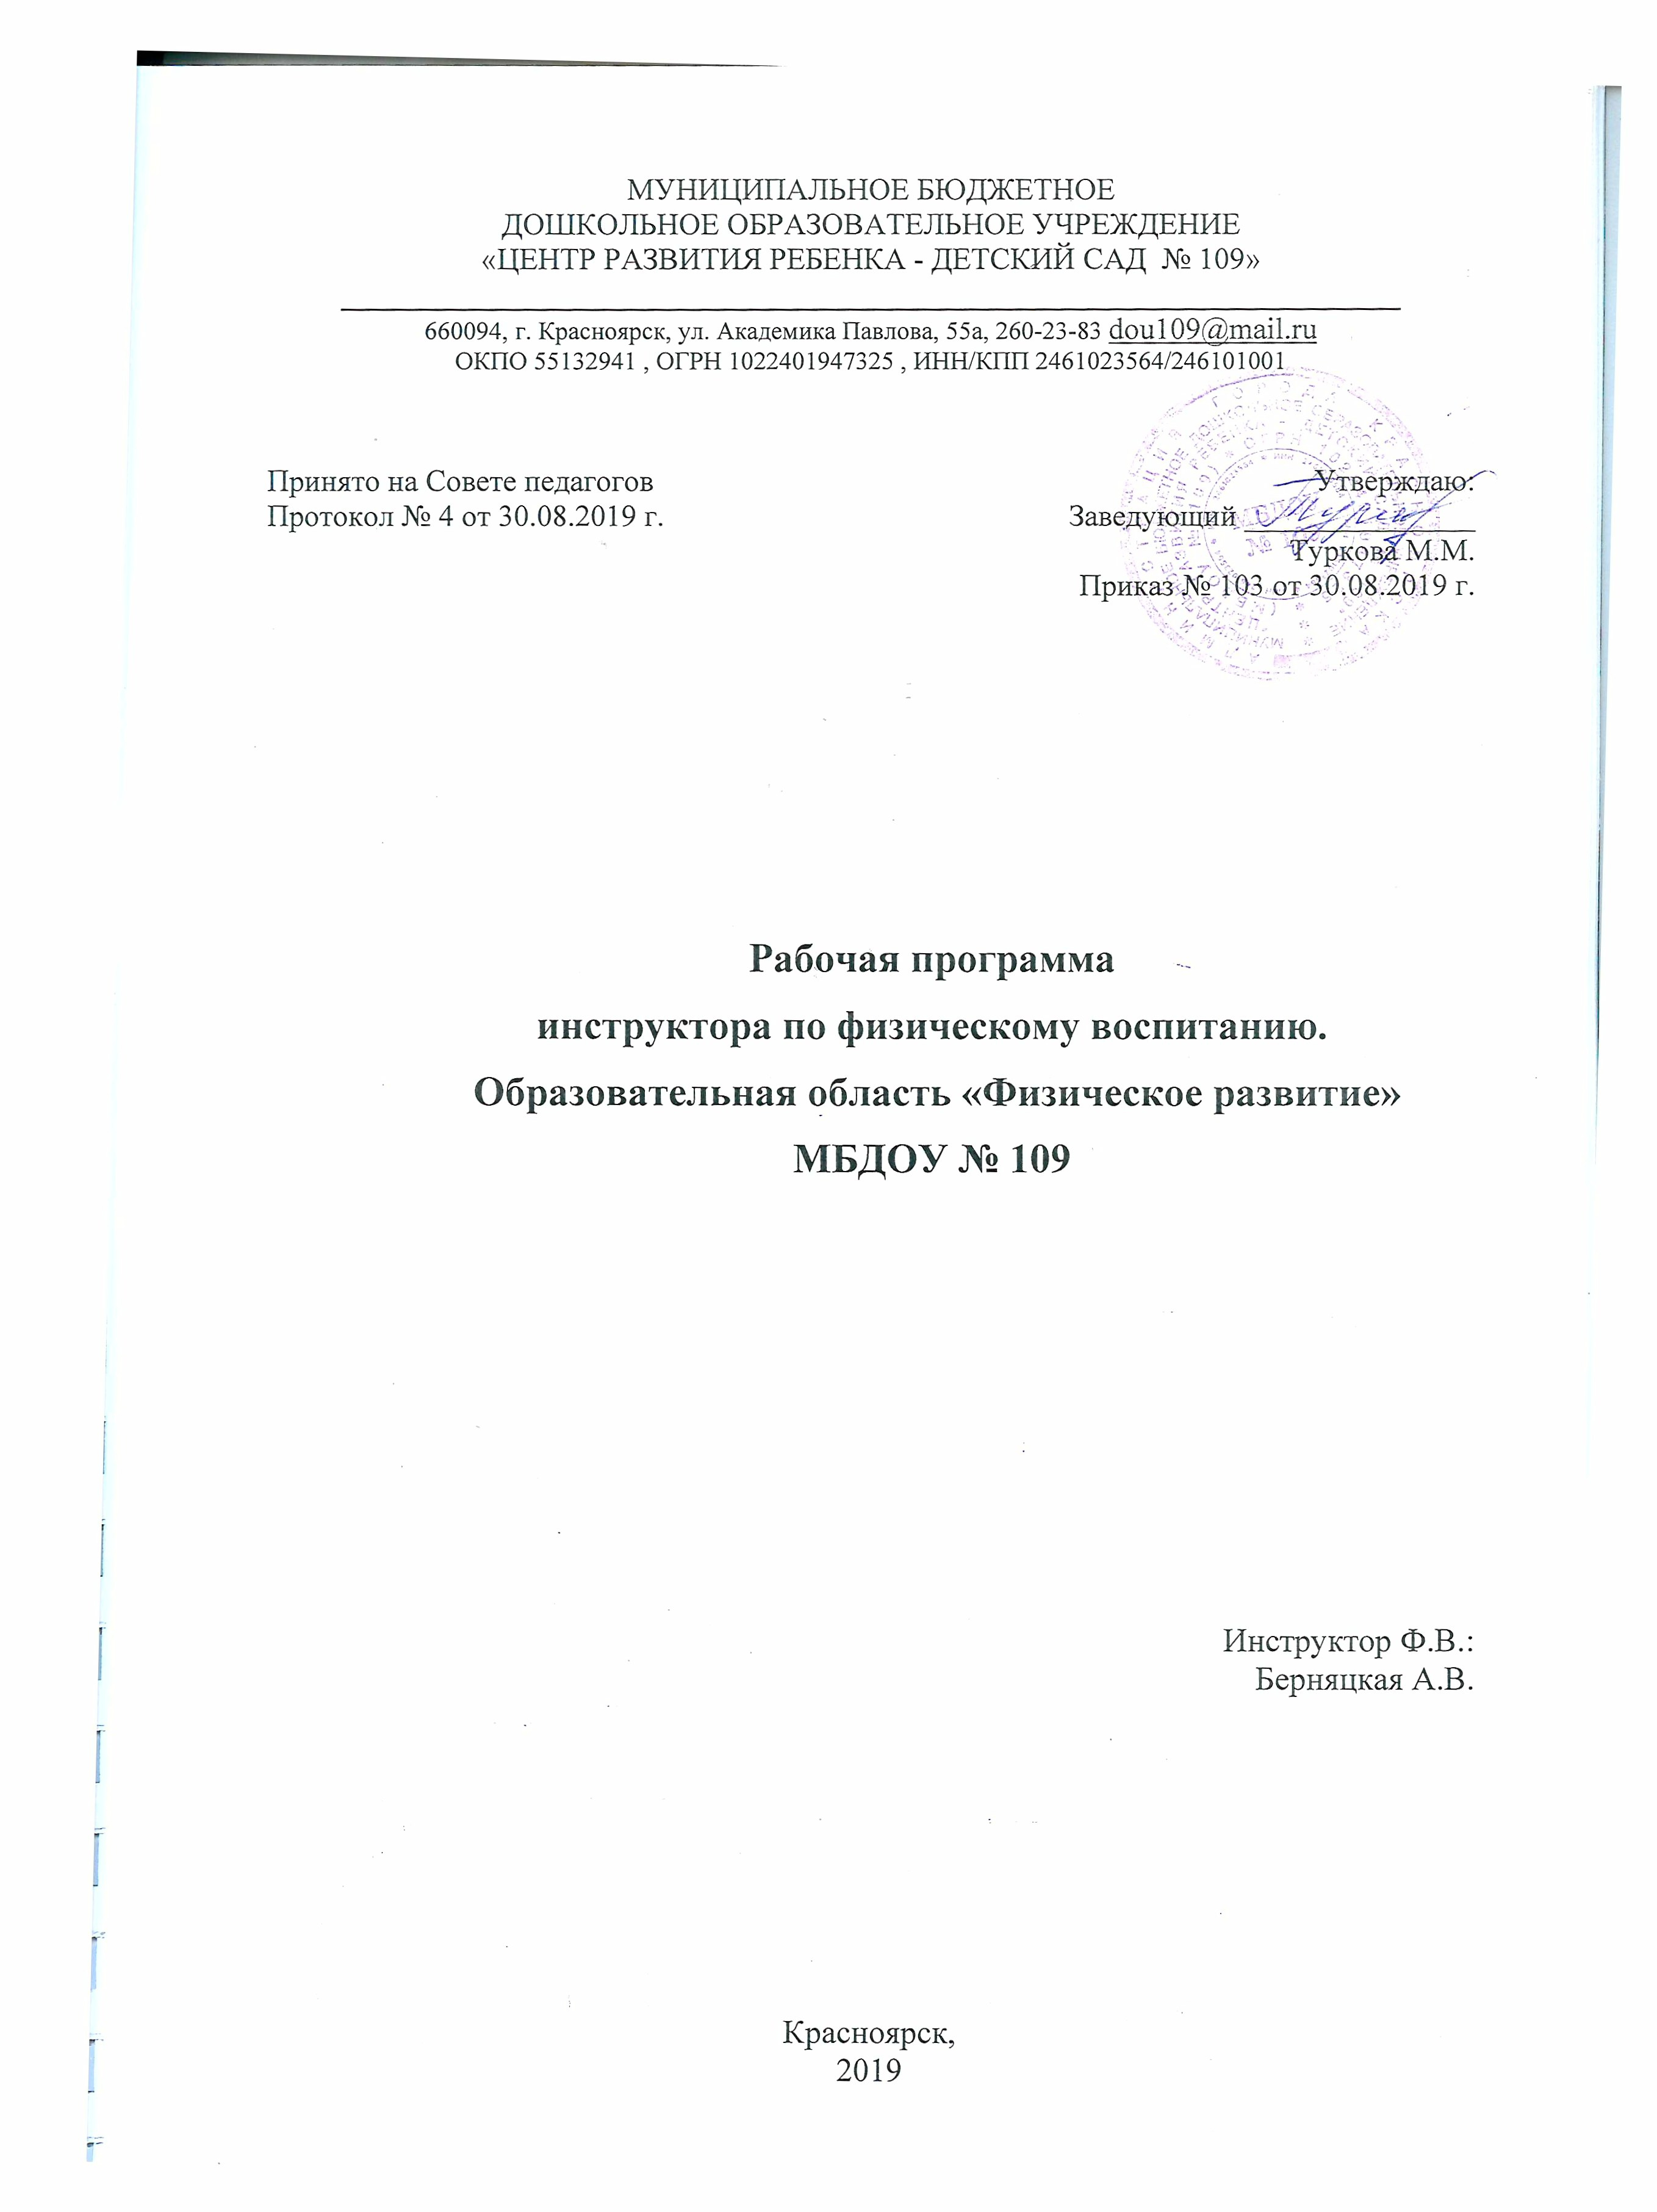 МУНИЦИПАЛЬНОЕ БЮДЖЕТНОЕ
ДОШКОЛЬНОЕ ОБРАЗОВАТЕЛЬНОЕ УЧРЕЖДЕНИЕ
«ЦЕНТР РАЗВИТИЯ РЕБЕНКА - ДЕТСКИЙ САД № 109»
660094, г. Красноярск, ул. Академика Павлова, 55а, 260-23-83 dou109@mail.ru
ОКПО 55132941 , ОГРН 1022401947325 , ИНН/КПП 2461023564/246101001
Принято на Совете педагогов
Протокол № 4 от 30.08.2019 г.
Утверждаю:
Заведующий
Туркова М.М.
Приказ № 103 от 30.08.2019 г.
Рабочая программа
инструктора по физическому воспитанию.
Образовательная область «Физическое развитие»
МБДОУ № 109
Инструктор Ф.В.:
Берняцкая А.В.
Красноярск,
2019